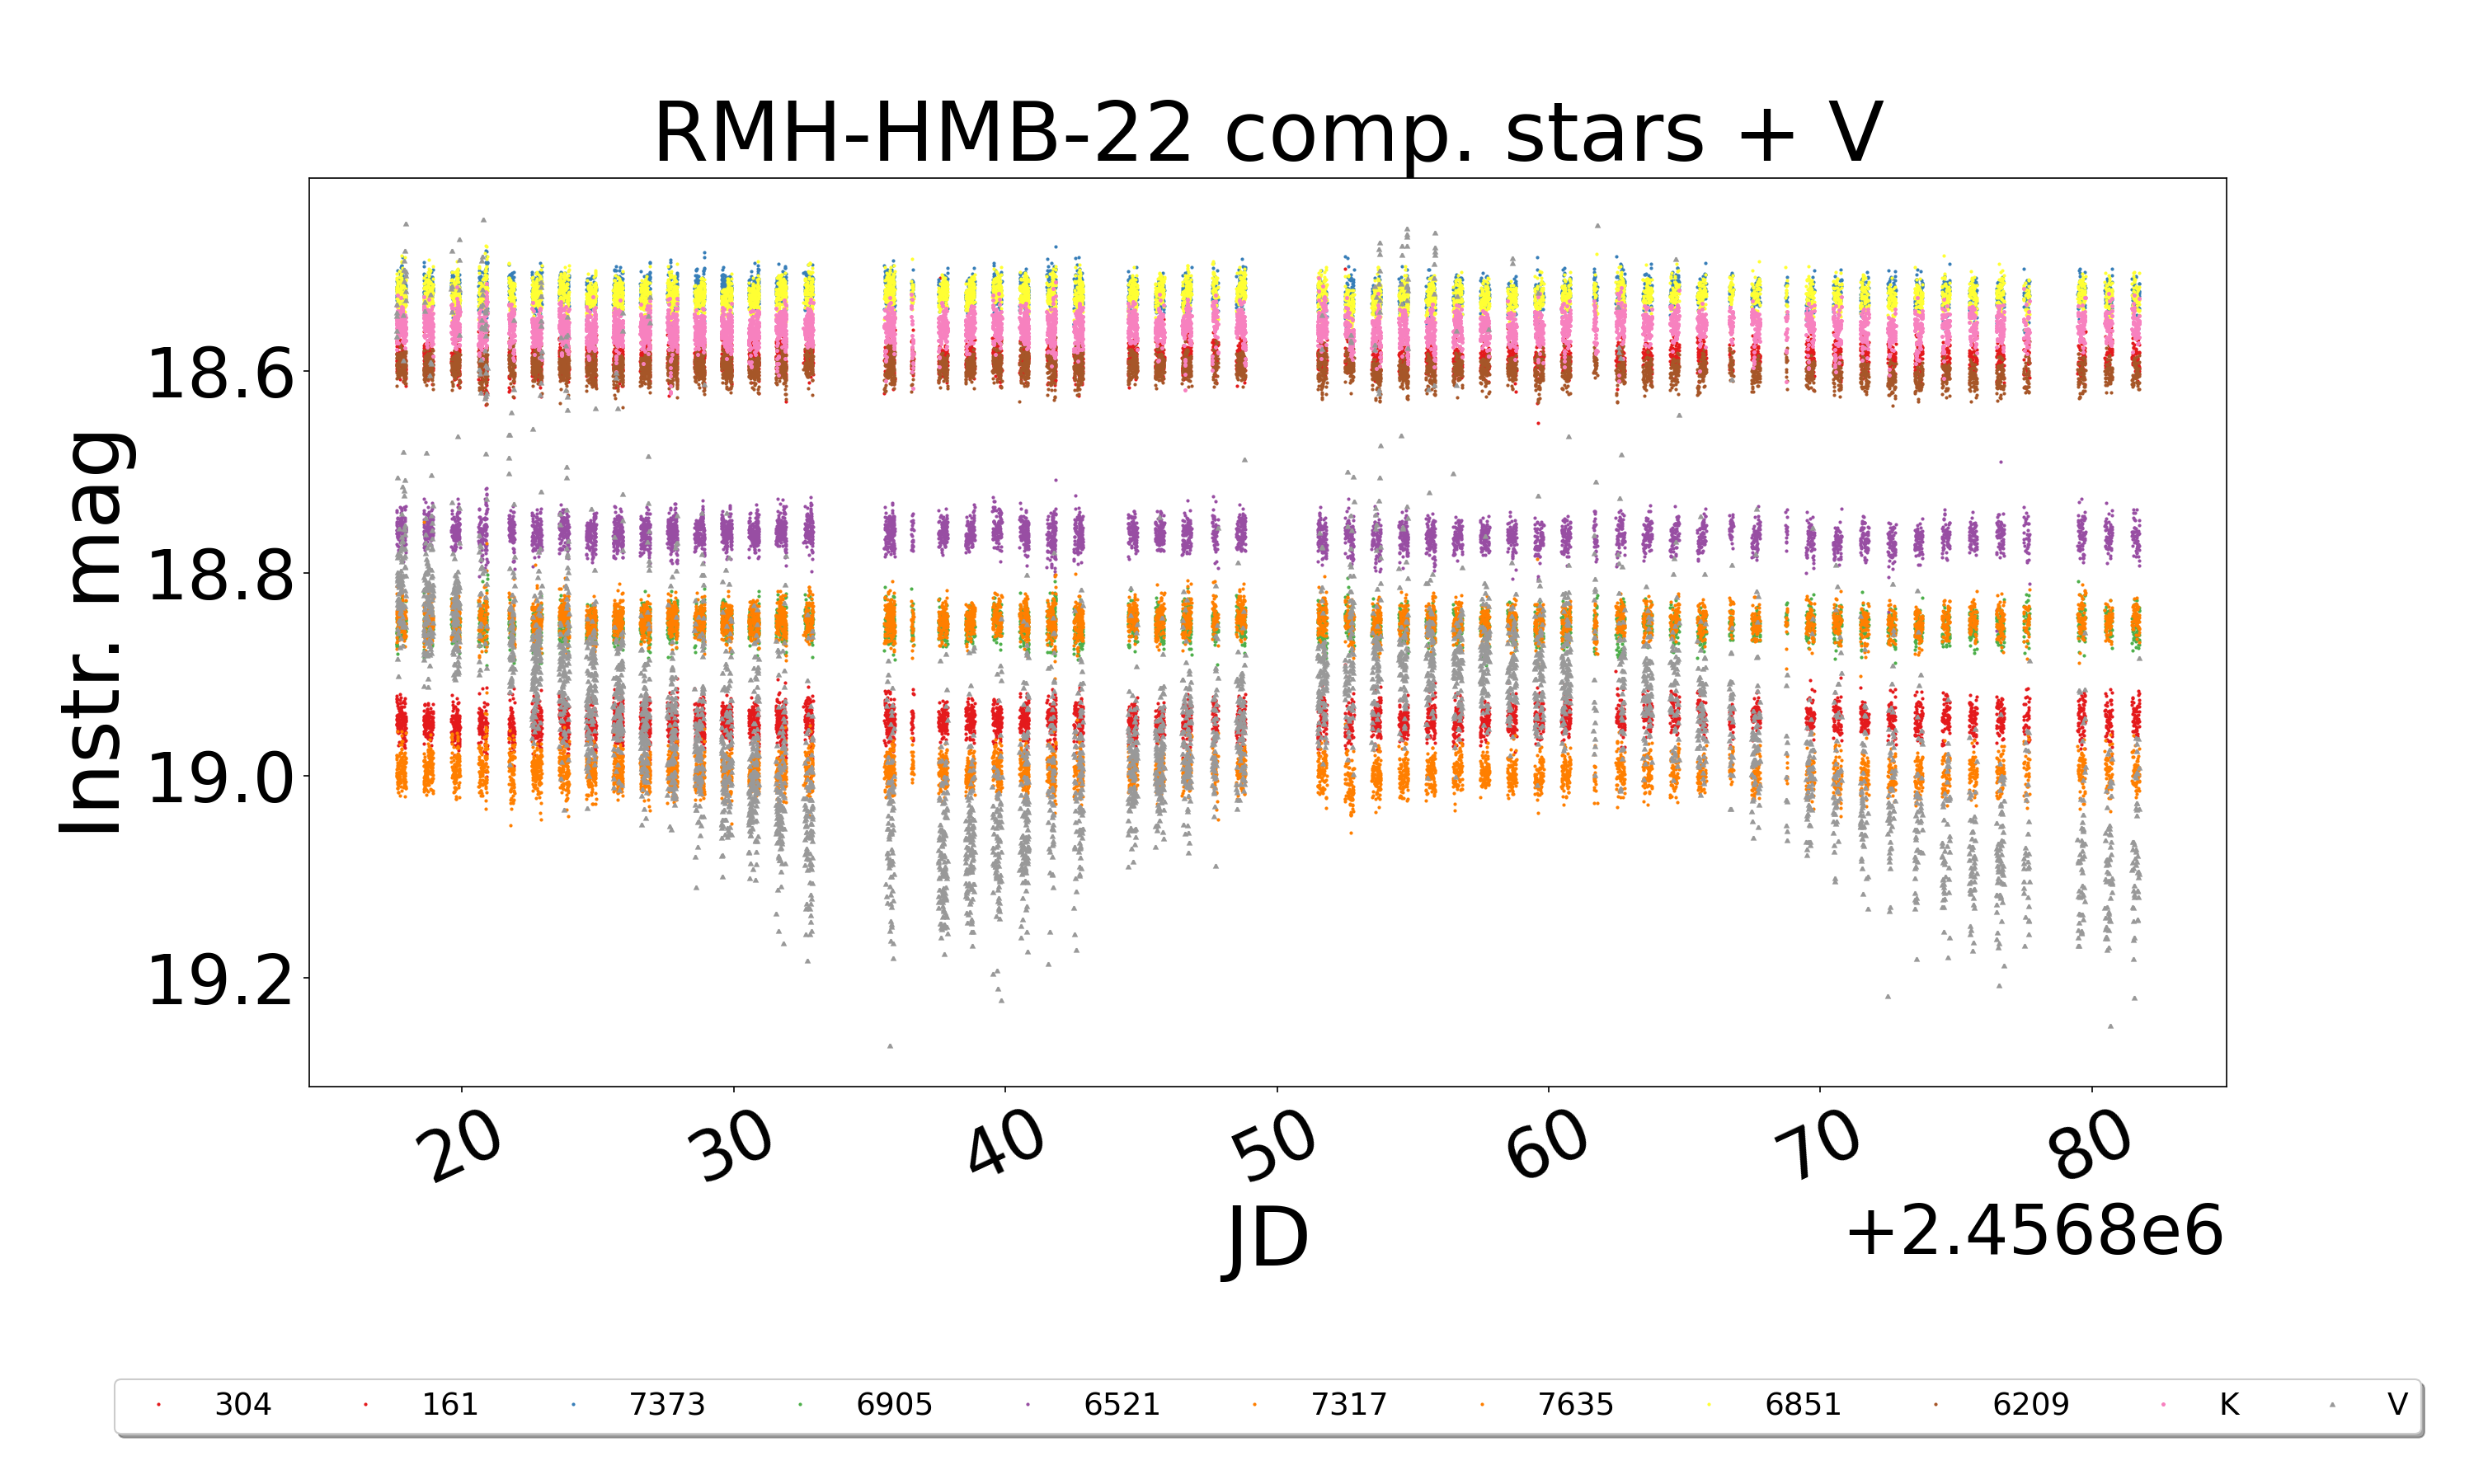 RMH-HMB-22 comp. stars + V
Instr. mag
18.6
18.8
19.0
19.2
20 30 40 50 60 70 80
JD
+2.4568e6
304 161 7373 6905 6521 7317 7635 6851 6209 K V